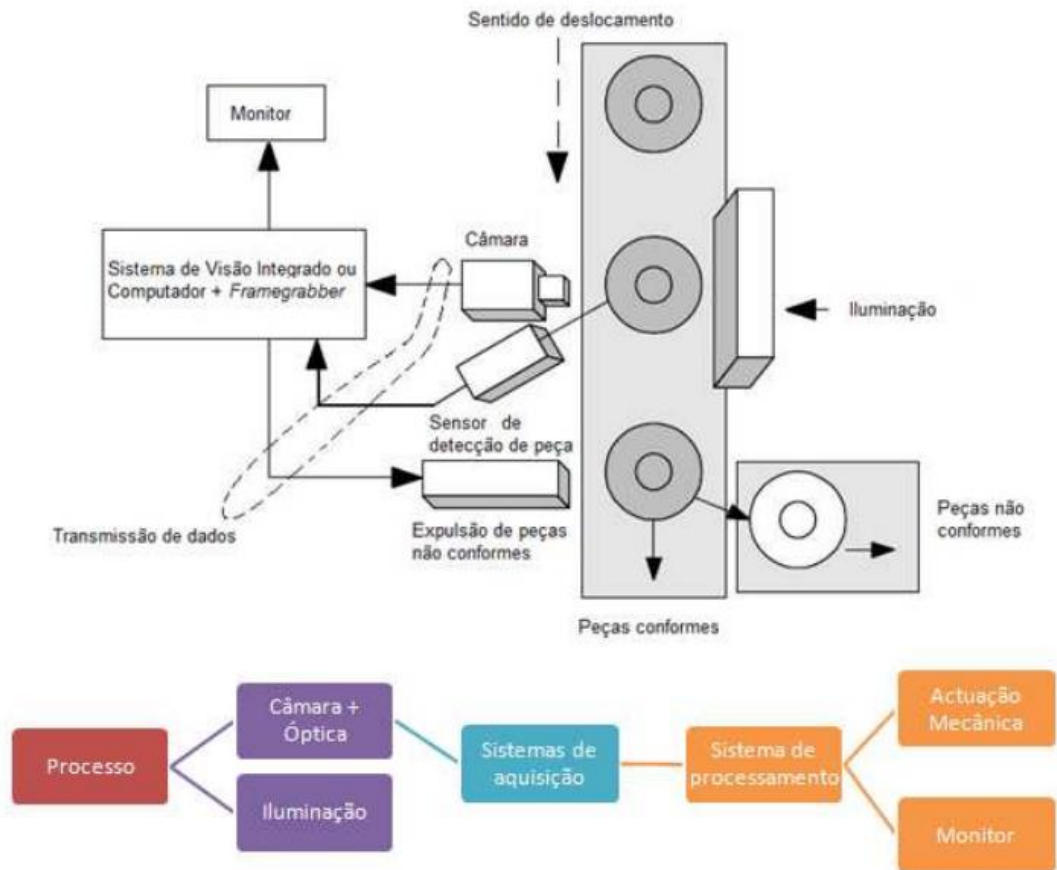 Sentido de deslocamento
Monitor
Câmara
Sistema de Visão Integrado ou
Computador + Framegrabber
Iluminação
Sensor de
detecção de peça
Transmissão de dados
Expulsão de peças
não conformes
Peças não
conformes
Peças conformes
Processo
Câmara +
Óptica
Iluminação
Sistemas de
aquisição
Sistema de
processamento
Actuação
Mecânica
Monitor